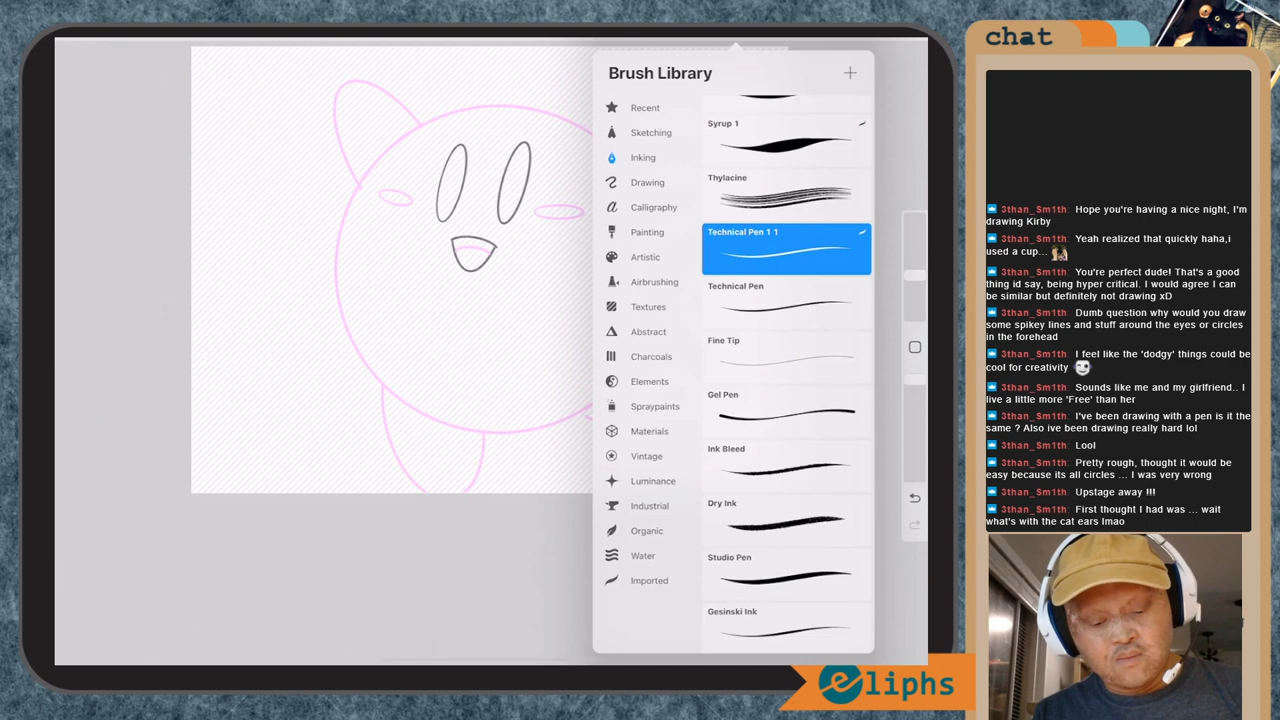 chat
Brush Library
Recent
Sketching
Inking
Drawing
Calligraphy
Painting
Artistic
Airbrushing
Textures
Abstract
Charcoals
Elements
Spraypaints
Materials
Vintage
Luminance
Industrial
Organic
Water
Imported
Syrup 1
Thylacine
Technical Pen 1 1
Technical Pen
Fine Tip
Gel Pen
Ink Bleed
Dry Ink
Studio Pen
Gesinski Ink
3than_Sm1th: Hope you're having a nice night, I'm
drawing Kirby
3than_Sm1th: Yeah realized that quickly haha,i
used a cup...
3than_Sm1th: You're perfect dude! That's a good
thing id say, being hyper critical. I would agree I can
be similar but definitely not drawing xD
3than_Sm1th: Dumb question why would you draw
some spikey lines and stuff around the eyes or circles
in the forehead
3than_Sm1th: I feel like the 'dodgy' things could be
cool for creativity
3than_Sm1th: Sounds like me and my girlfriend.. I
live a little more 'Free' than her
3than_Sm1th: I've been drawing with a pen is it the
same ? Also ive been drawing really hard lol
3than_Sm1th: Lool
3than_Sm1th: Pretty rough, thought it would be
easy because its all circles ... I was very wrong
3than_Sm1th: Upstage away !!!
3than_Sm1th: First thought I had was ... wait
what's with the cat ears lmao
eliphs